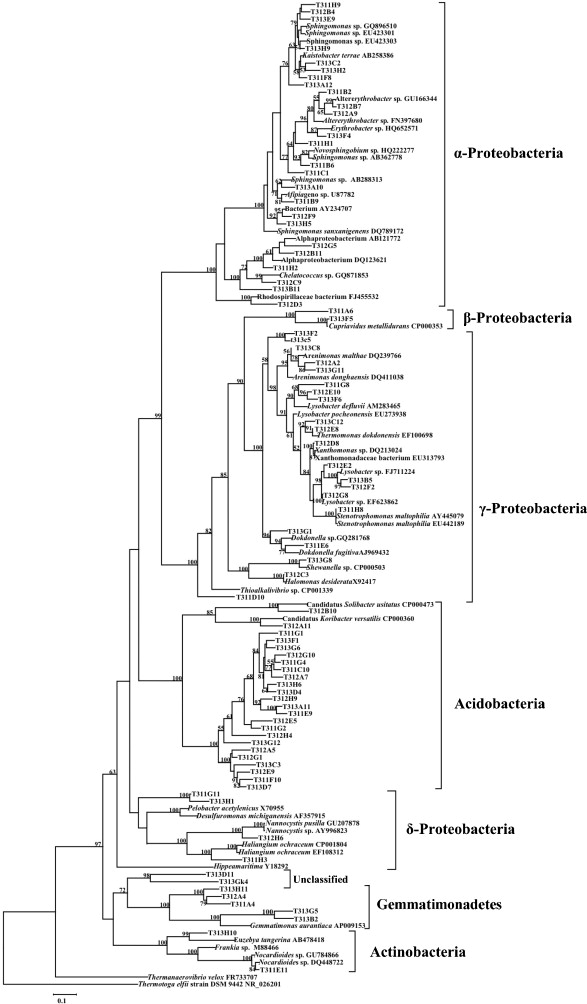 T311H9
T312B4
T313E9
Sphingomonas sp. GQ896510
Sphingomonas sp. EU423301
Sphingomonas sp. EU423303
T313H9
Kaistobacter terrae AB258386
T313C2
T313H2
T311F8
T313A12
T311B2
Altererythrobacter sp. GU166344
T312B7
T312A9
Altererythrobacter sp. FN397680
Erythrobacter sp. HQ652571
T313F4
T311H1
Novosphingobium sp. HQ222277
Sphingomonas sp. AB362778
T311B6
T311C1
Sphingomonas sp. AB288313
T313A10
Afipiageno sp. U87782
T311B9
Bacterium AY234707
T312F9
T313H5
Sphingomonas sanxanigenens DQ789172
Alphaproteobacterium AB121772
T312G5
T312B11
Alphaproteobacterium DQ123621
T311H2
Chelatococcus sp. GQ871853
T312C9
T313B11
Rhodospirillaceae bacterium FJ455532
T312D3
α-Proteobacteria
T311A6
T313F5
Cupriavidus metallidurans CP000353
β-Proteobacteria
T313F2
t313c5
T313C8
Arenimonas malthae DQ239766
T312A2
T313G11
Arenimonas donghaensis DQ411038
T311G8
T312E10
T313F6
Lysobacter defluvii AM283465
Lysobacter pocheonensis EU273938
T313C12
T312E8
Thermomonas dokdonensis EF100698
T312D8
Xanthomonas sp. DQ213024
Xanthomonadaceae bacterium EU313793
T312E2
Lysobacter sp. FJ711224
T313B5
T312F2
T312G8
Lysobacter sp. EF623862
T311H8
Stenotrophomonas maltophilia AY445079
Stenotrophomonas maltophilia EU442189
T313G1
Dokdonella sp.GQ281768
T311E6
Dokdonella fugitivaAJ969432
T313G8
Shewanella sp. CP000503
T312C3
Halomonas desiderataX92417
Thioalkalivibrio sp. CP001339
T311D10
γ-Proteobacteria
Candidatus Solibacter usitatus CP000473
T312B10
Candidatus Koribacter versatilis CP000360
T312A11
T311G1
T313F1
T313G6
T312G10
T311G4
T311C10
T312A7
T313H6
T313D4
T312H9
T313A11
T311E9
T312E5
T311G2
T312H4
T313G12
T312A5
T312G1
T313C3
T312E9
T311F10
T313D7
Acidobacteria
T311G11
T313H1
Pelobacter acetylenicus X70955
Desulfuromonas michiganensis AF357915
Nannocystis pusilla GU207878
Nannocystis sp. AY996823
T312H6
Haliangium ochraceum CP001804
Haliangium ochraceum EF108312
T311H3
Hippeamaritima Y18292
δ-Proteobacteria
T313D11
T313Gk4
Unclassified
T313H11
T312A4
T311A4
T313G5
T313B2
Gemmatimonas aurantiaca AP009153
Gemmatimonadetes
T313H10
Euzebya tangerina AB478418
Frankia sp. M88466
Nocardioides sp. GU784866
Nocardioides sp. DQ448722
T311E11
Actinobacteria
Thermanaerovibrio velox FR733707
Thermotoga elfii strain DSM 9442 NR_026201
0.1